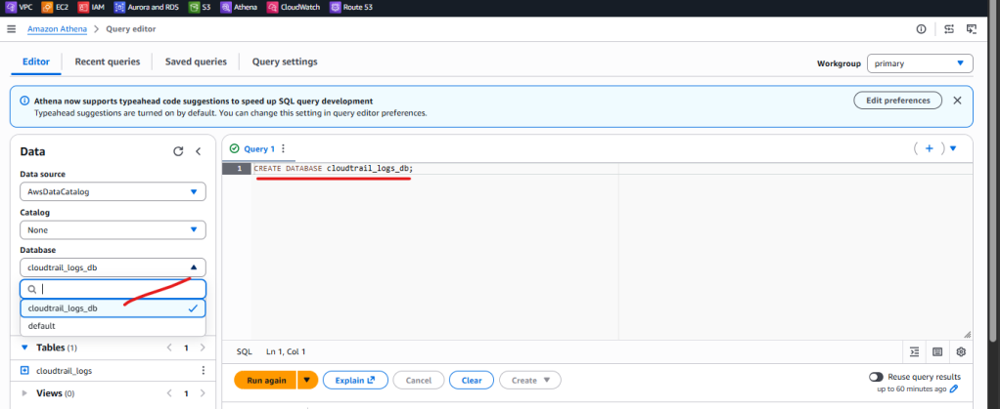 VPC EC2 IAM Aurora and RDS S3 Athena CloudWatch Route 53
Amazon Athena > Query editor
Editor Recent queries Saved queries Query settings
Workgroup primary
Athena now supports typeahead code suggestions to speed up SQL query development
Typeahead suggestions are turned on by default. You can change this setting in query editor preferences.
Edit preferences
Data
Data source
AwsDataCatalog
Catalog
None
Database
cloudtrail_logs_db
cloudtrail_logs_db
default
Tables (1) 1
cloudtrail_logs
Views (0) 1
Query 1
1 CREATE DATABASE cloudtrail_logs_db;
SQL Ln 1, Col 1
Run again Explain Cancel Clear Create
Reuse query results
up to 60 minutes ago